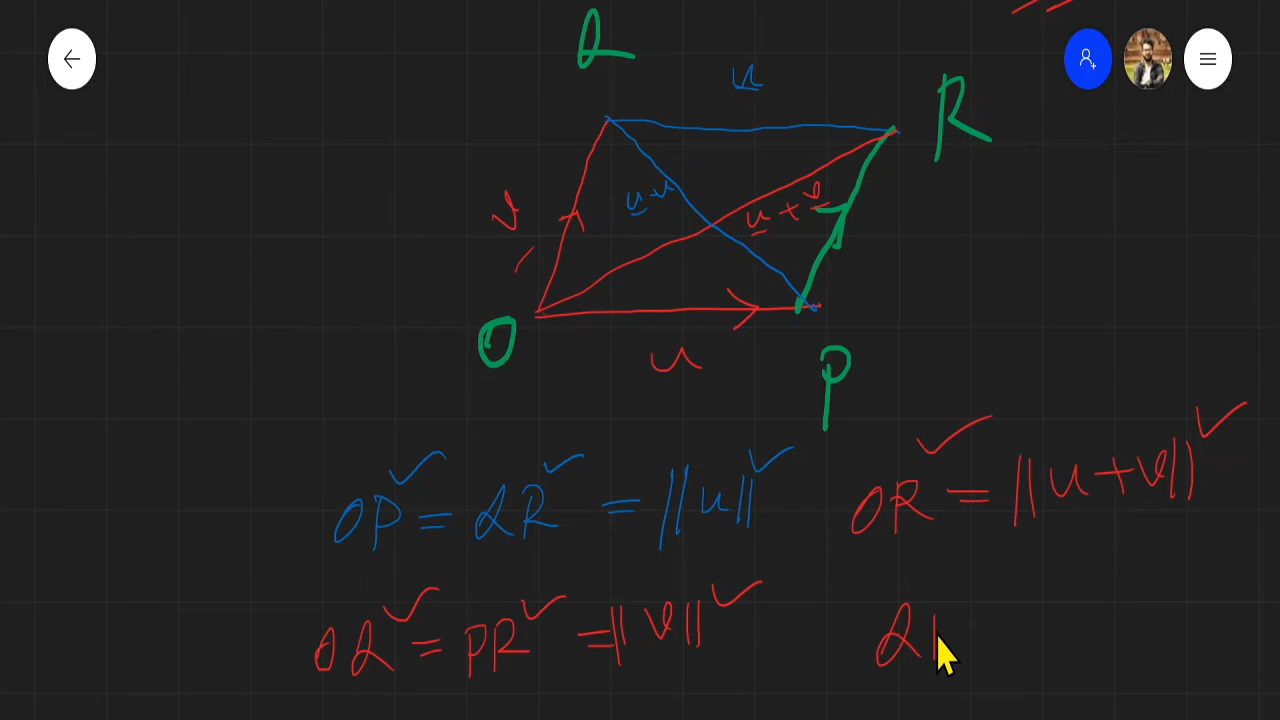 Q
u
R
v
u-v
u + v
O
u
P
OP = QR = ||u||
OR = ||u+v||
OQ = PR = ||v||
Q